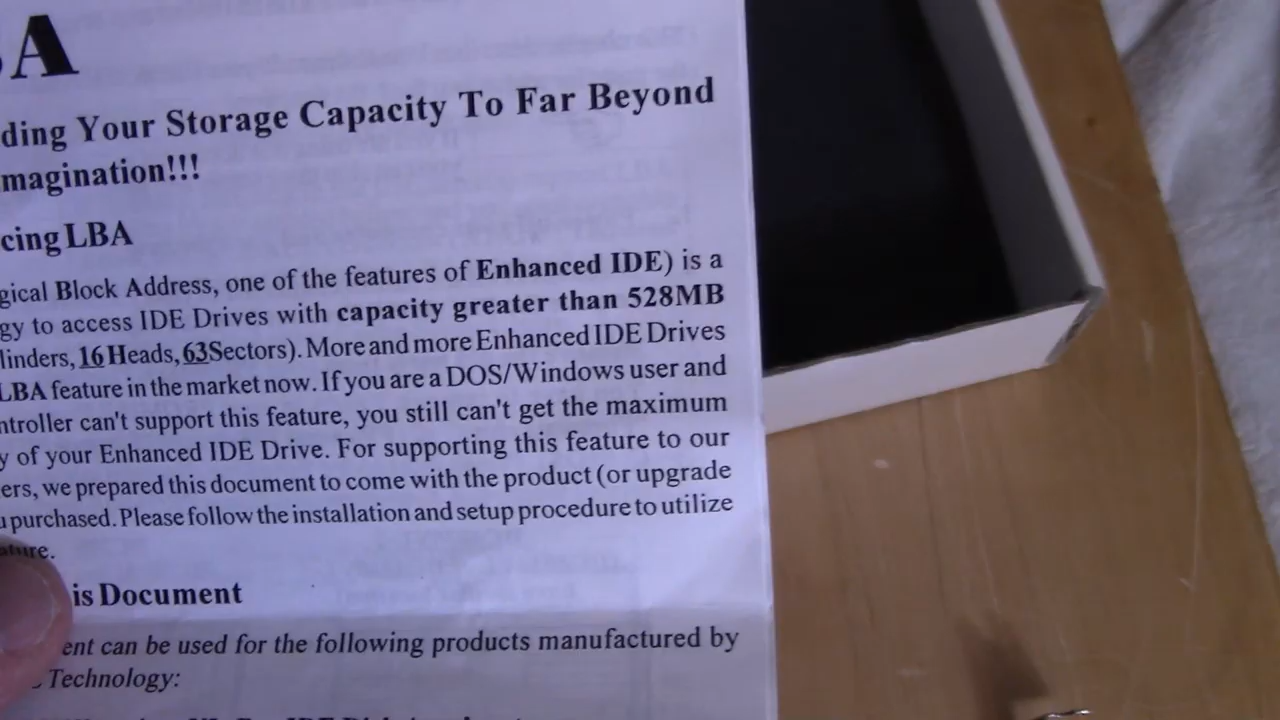 BA
ding Your Storage Capacity To Far Beyond
magination!!!
cing LBA
gical Block Address, one of the features of Enhanced IDE) is a
gy to access IDE Drives with capacity greater than 528MB
linders, 16 Heads, 63Sectors). More and more Enhanced IDE Drives
LBA feature in the market now. If you are a DOS/Windows user and
ntroller can't support this feature, you still can't get the maximum
y of your Enhanced IDE Drive. For supporting this feature to our
ers, we prepared this document to come with the product (or upgrade
u purchased. Please follow the installation and setup procedure to utilize
ature.
is Document
ent can be used for the following products manufactured by
Technology: